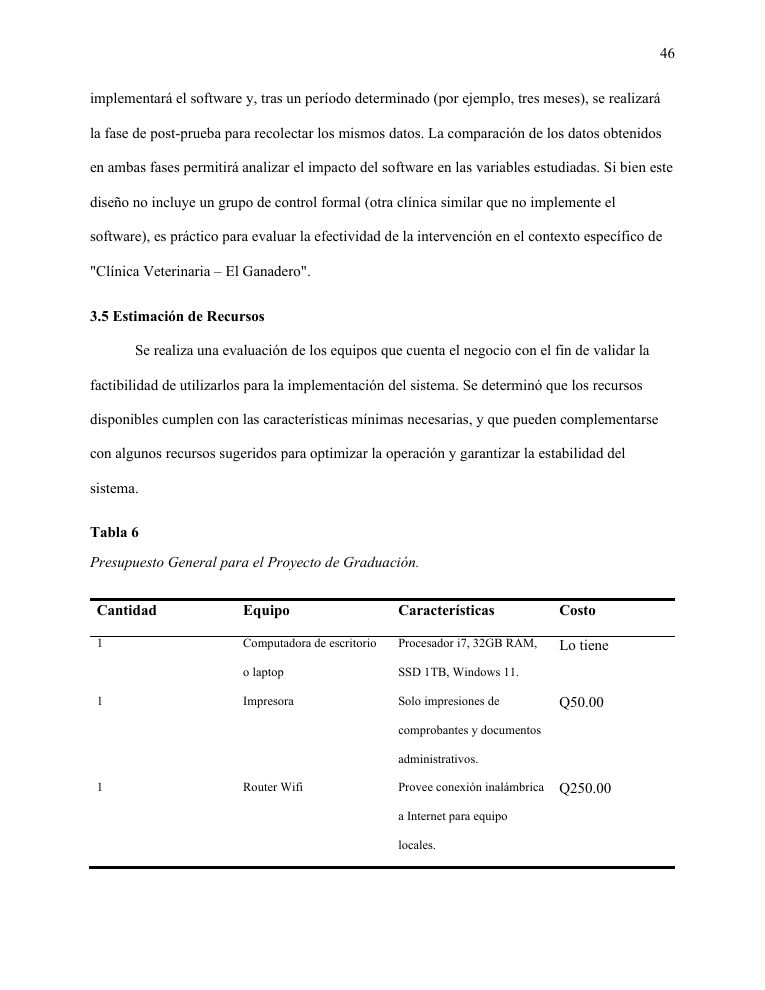 46
implementará el software y, tras un período determinado (por ejemplo, tres meses), se realizará
la fase de post-prueba para recolectar los mismos datos. La comparación de los datos obtenidos
en ambas fases permitirá analizar el impacto del software en las variables estudiadas. Si bien este
diseño no incluye un grupo de control formal (otra clínica similar que no implemente el
software), es práctico para evaluar la efectividad de la intervención en el contexto específico de
"Clínica Veterinaria – El Ganadero".
3.5 Estimación de Recursos
Se realiza una evaluación de los equipos que cuenta el negocio con el fin de validar la
factibilidad de utilizarlos para la implementación del sistema. Se determinó que los recursos
disponibles cumplen con las características mínimas necesarias, y que pueden complementarse
con algunos recursos sugeridos para optimizar la operación y garantizar la estabilidad del
sistema.
Tabla 6
Presupuesto General para el Proyecto de Graduación.
Cantidad Equipo Características Costo
1 Computadora de escritorio Procesador i7, 32GB RAM, Lo tiene
o laptop SSD 1TB, Windows 11.
1 Impresora Solo impresiones de Q50.00
comprobantes y documentos
administrativos.
1 Router Wifi Provee conexión inalámbrica Q250.00
a Internet para equipo
locales.